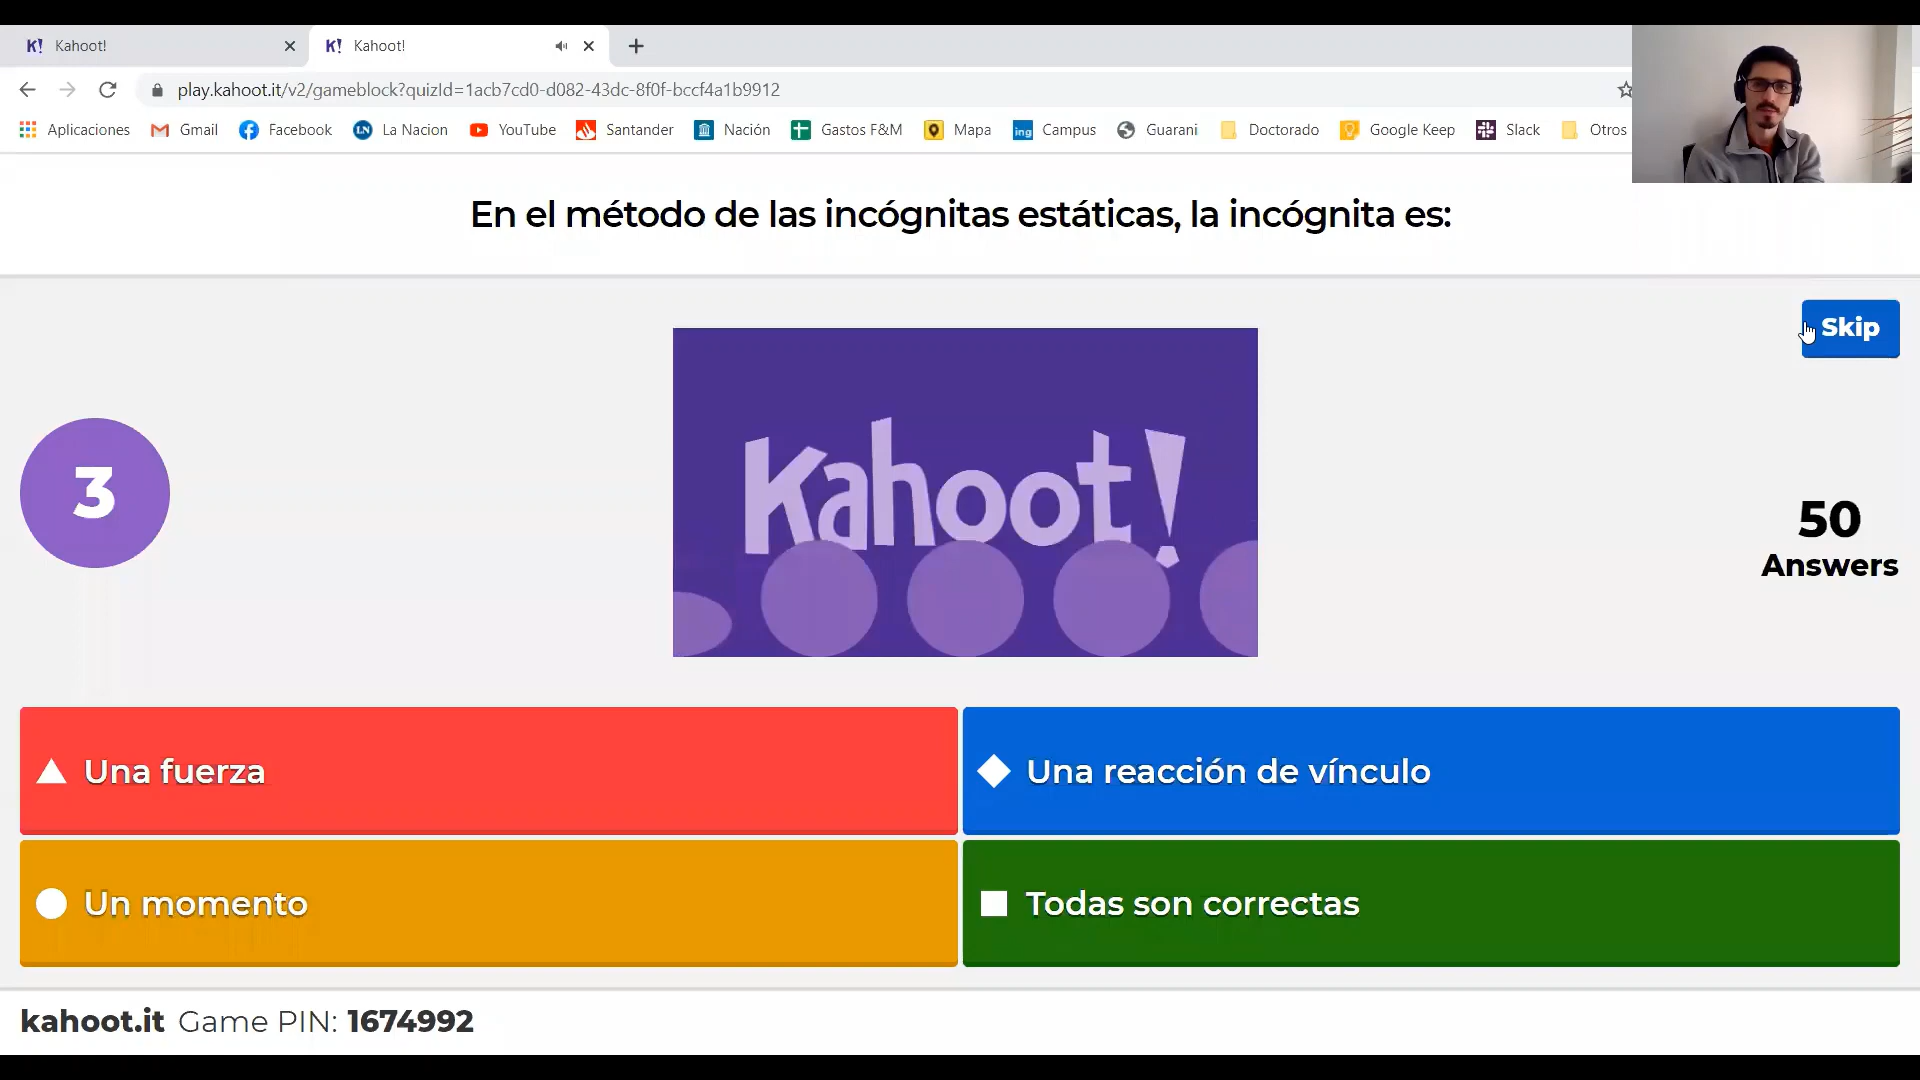 Kahoot!
Kahoot!
play.kahoot.it/v2/gameblock?quizId=1acb7cd0-d082-43dc-8f0f-bccf4a1b9912
Aplicaciones Gmail Facebook LN La Nacion YouTube Santander Nación Gastos F&M Mapa ing Campus Guarani Doctorado Google Keep Slack Otros
En el método de las incógnitas estáticas, la incógnita es:
Skip
3
Kahoot!
50
Answers
Una fuerza
Una reacción de vínculo
Un momento
Todas son correctas
kahoot.it Game PIN: 1674992